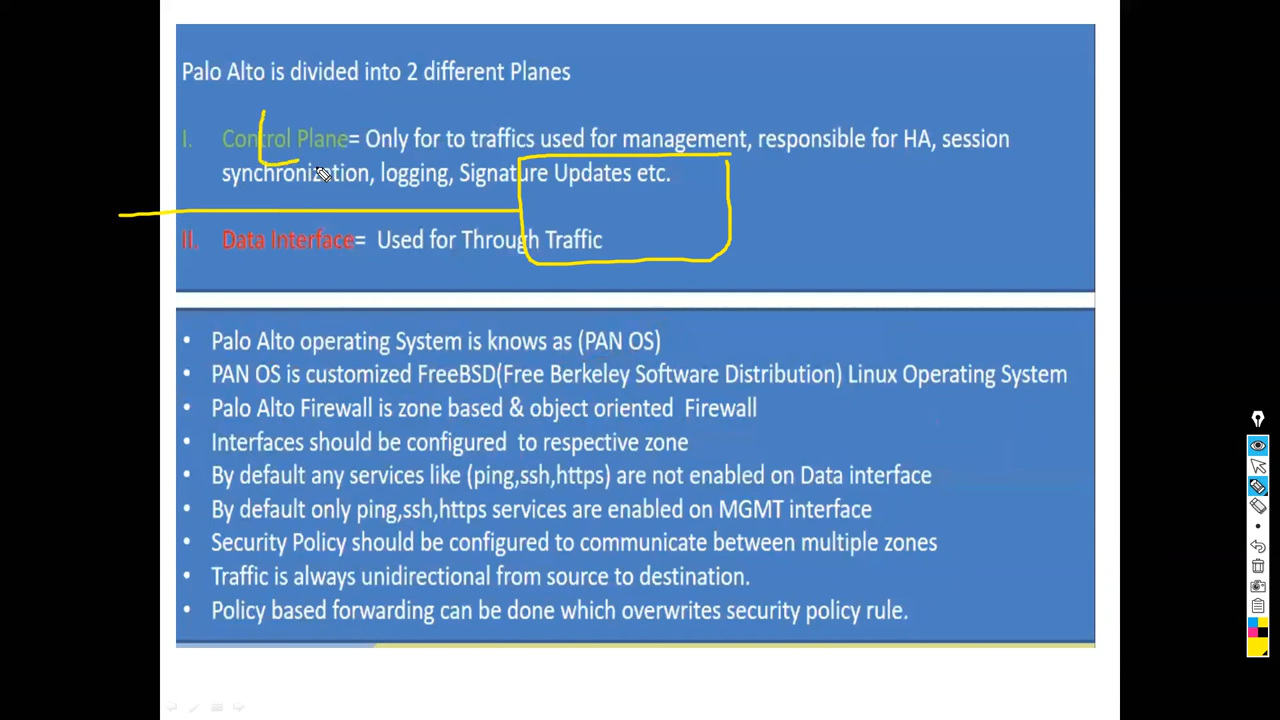 Palo Alto is divided into 2 different Planes
I. Control Plane= Only for to traffics used for management, responsible for HA, session
synchronization, logging, Signature Updates etc.
II. Data Interface= Used for Through Traffic
• Palo Alto operating System is knows as (PAN OS)
• PAN OS is customized FreeBSD(Free Berkeley Software Distribution) Linux Operating System
• Palo Alto Firewall is zone based & object oriented Firewall
• Interfaces should be configured to respective zone
• By default any services like (ping,ssh,https) are not enabled on Data interface
• By default only ping,ssh,https services are enabled on MGMT interface
• Security Policy should be configured to communicate between multiple zones
• Traffic is always unidirectional from source to destination.
• Policy based forwarding can be done which overwrites security policy rule.